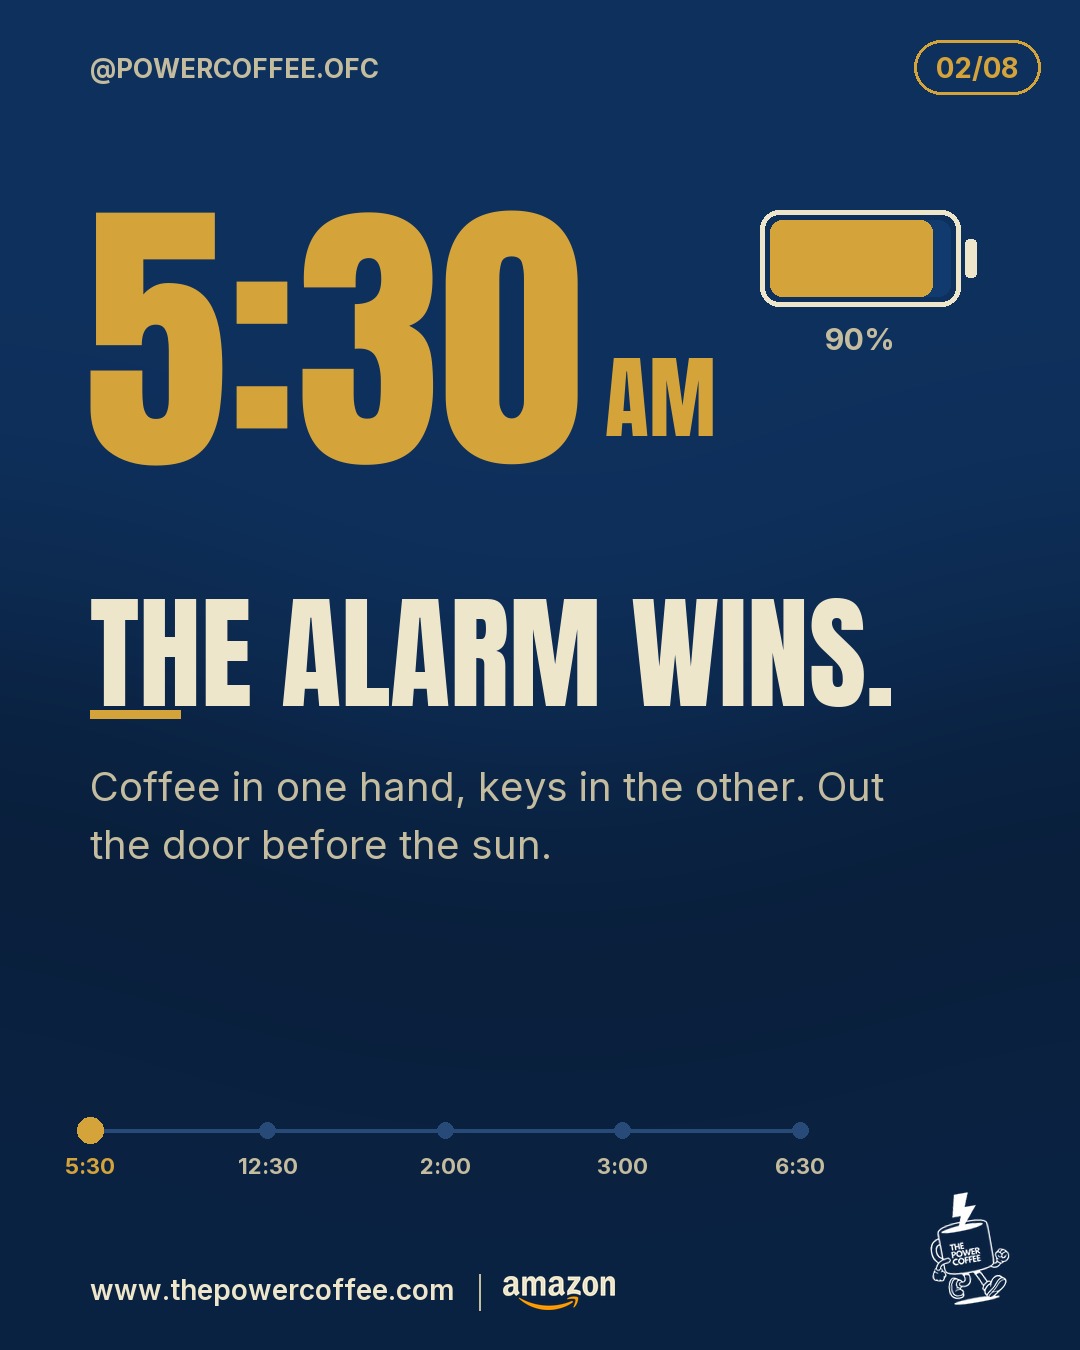 @POWERCOFFEE.OFC
02/08
5:30 AM
90%
THE ALARM WINS.
Coffee in one hand, keys in the other. Out
the door before the sun.
5:30 12:30 2:00 3:00 6:30
THE
POWER
COFFEE
www.thepowercoffee.com | amazon